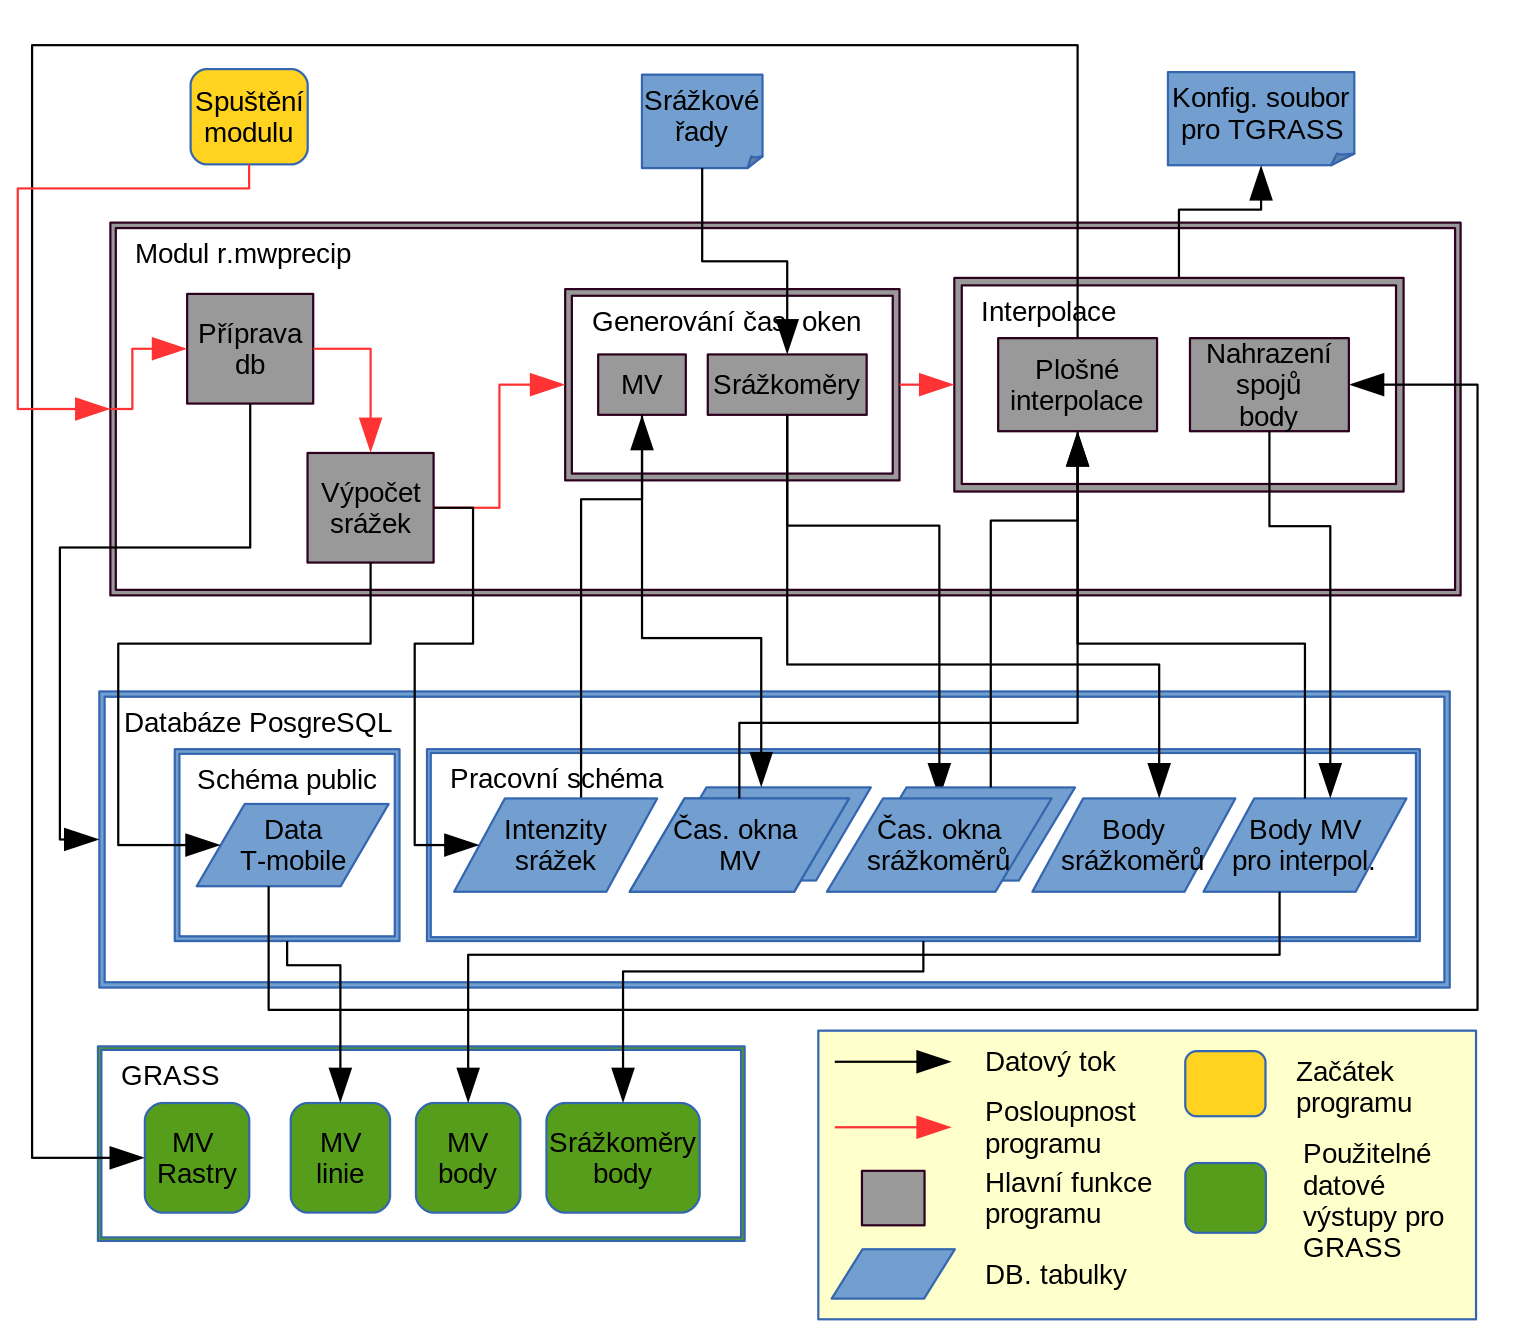 Spuštění
modulu
Srážkové
řady
Konfig. soubor
pro TGRASS
Modul r.mwprecip
Příprava
db
Výpočet
srážek
Generování čas. oken
MV
Srážkoměry
Interpolace
Plošné
interpolace
Nahrazení
spojů
body
Databáze PosgreSQL
Schéma public
Data
T-mobile
Pracovní schéma
Intenzity
srážek
Čas. okna
MV
Čas. okna
srážkoměrů
Body
srážkoměrů
Body MV
pro interpol.
GRASS
MV
Rastry
MV
linie
MV
body
Srážkoměry
body
Datový tok
Posloupnost
programu
Hlavní funkce
programu
DB. tabulky
Začátek
programu
Použitelné
datové
výstupy pro
GRASS